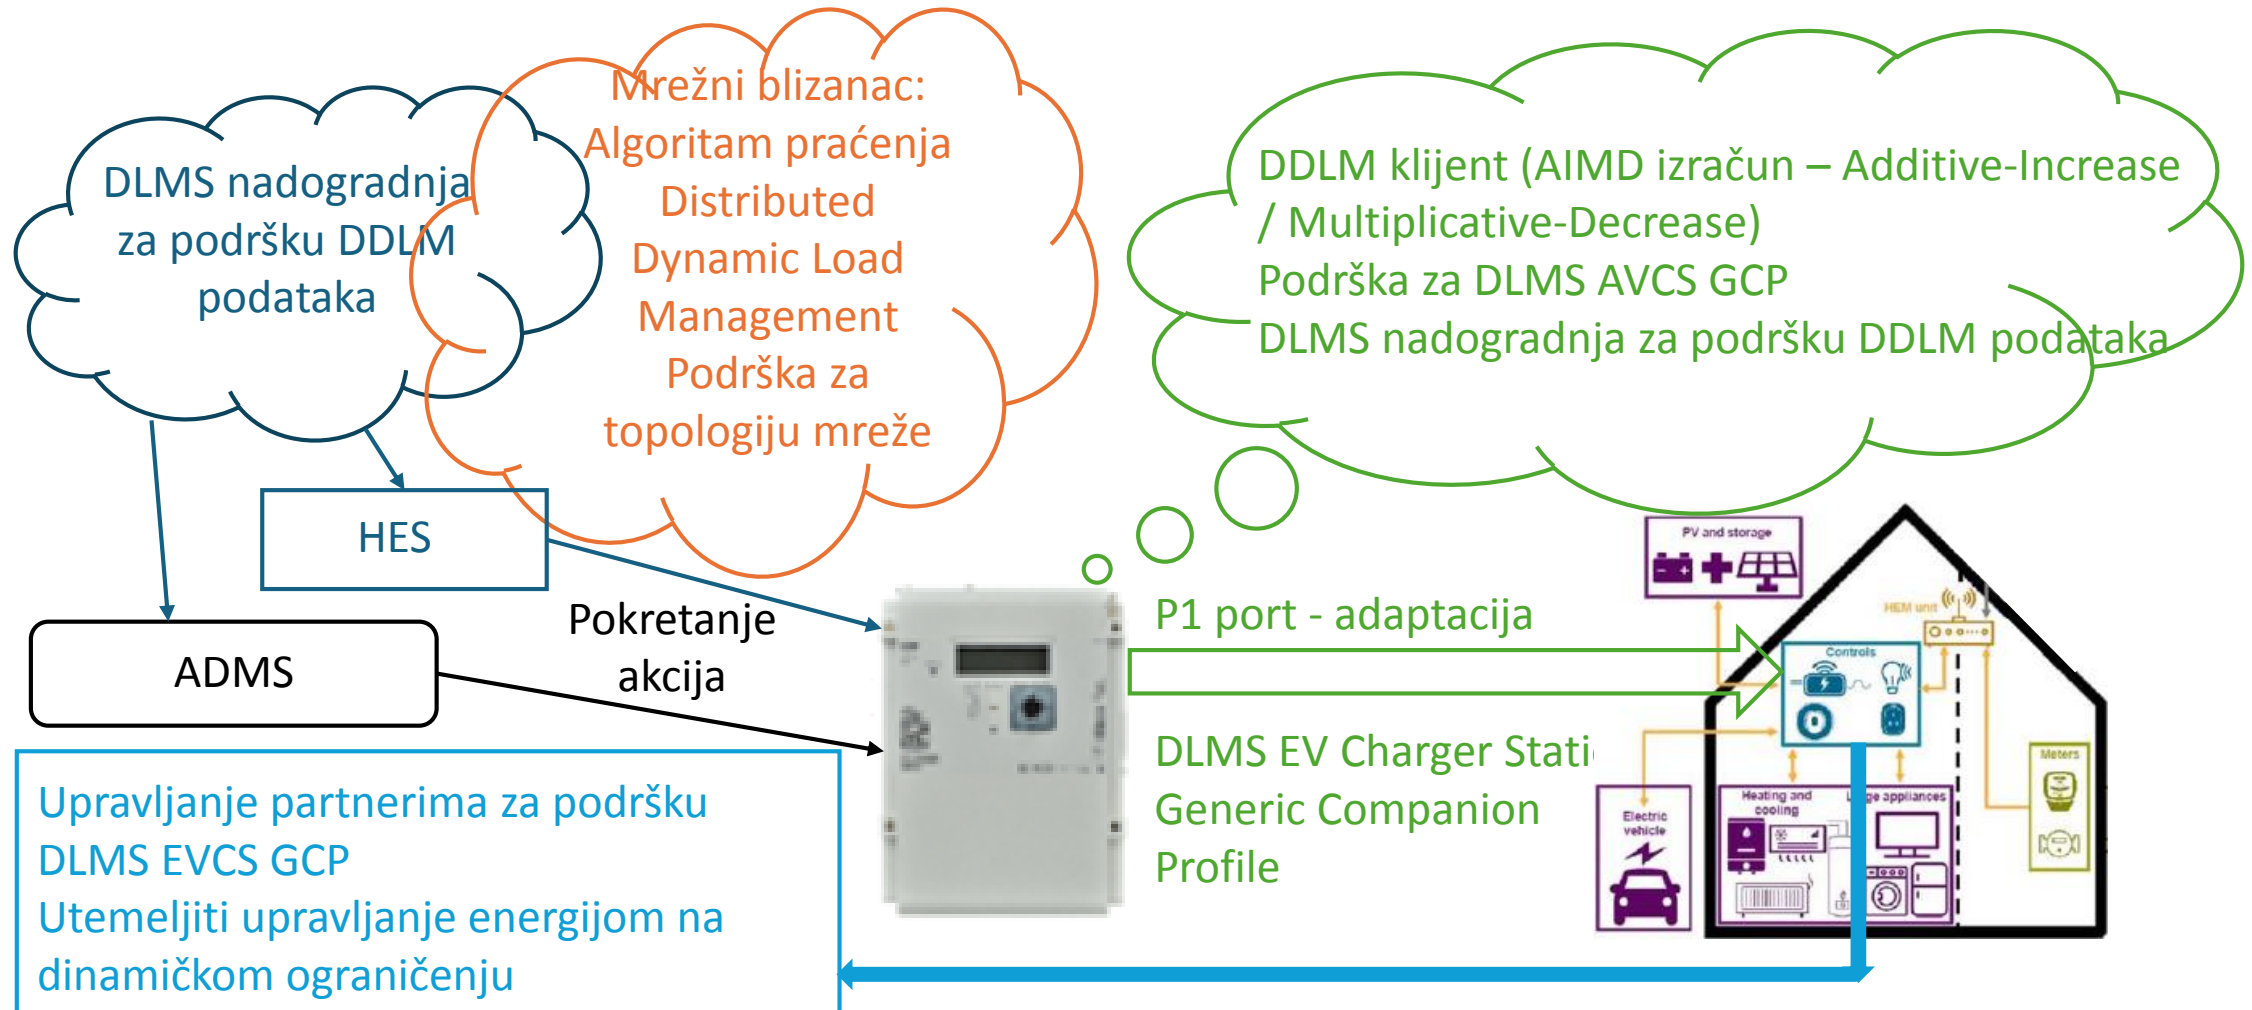 DLMS nadogradnja
za podršku DDLM
podataka
Mrežni blizanac:
Algoritam praćenja
Distributed
Dynamic Load
Management
Podrška za
topologiju mreže
DDLM klijent (AIMD izračun – Additive-Increase
/ Multiplicative-Decrease)
Podrška za DLMS AVCS GCP
DLMS nadogradnja za podršku DDLM podataka
HES
ADMS
Pokretanje
akcija
P1 port - adaptacija
DLMS EV Charger Stati
Generic Companion
Profile
Upravljanje partnerima za podršku
DLMS EVCS GCP
Utemeljiti upravljanje energijom na
dinamičkom ograničenju
PV and storage
HEM unit
Controls
Meters
Electric
vehicle
Heating and
cooling
appliances